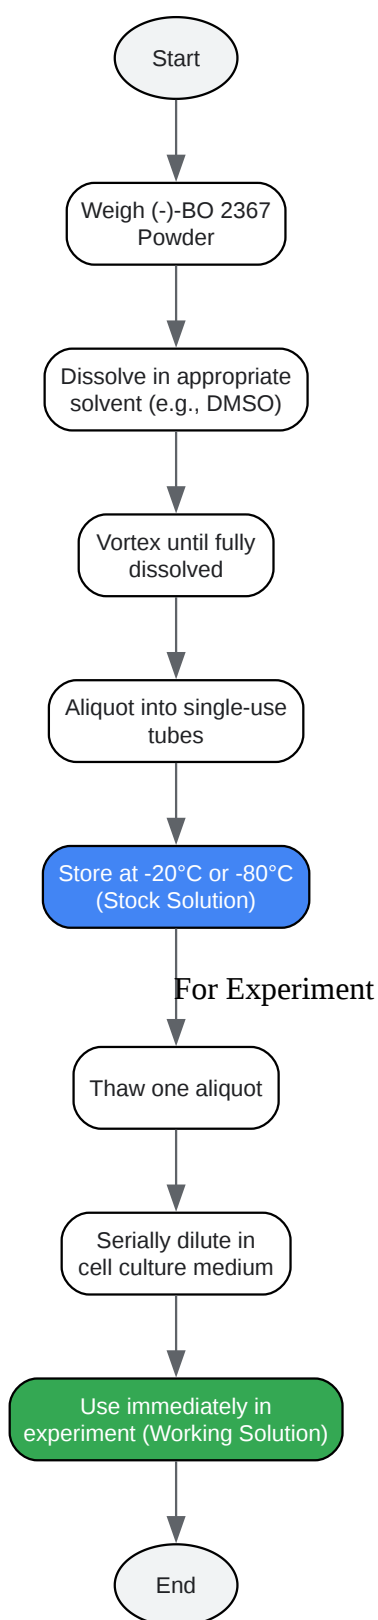 Start
Weigh (-)-BO 2367
Powder
Dissolve in appropriate
solvent (e.g., DMSO)
Vortex until fully
dissolved
Aliquot into single-use
tubes
Store at -20°C or -80°C
(Stock Solution)
For Experiment
Thaw one aliquot
Serially dilute in
cell culture medium
Use immediately in
experiment (Working Solution)
End